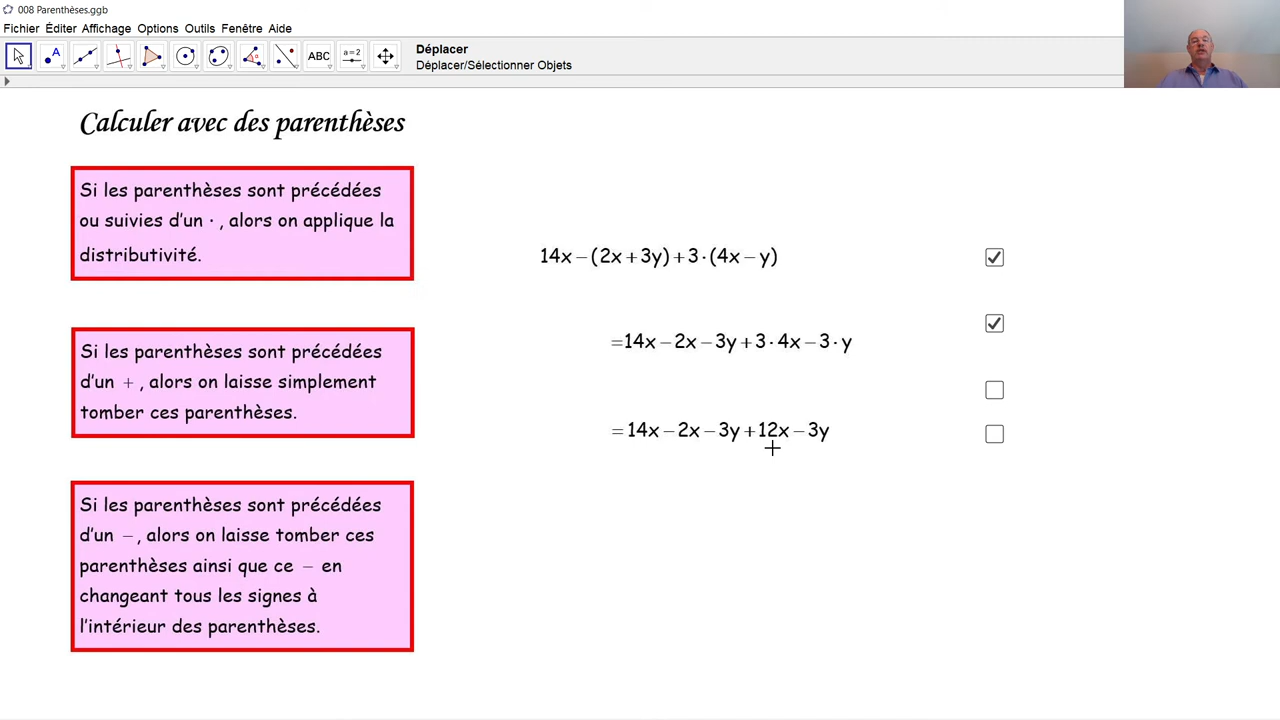 008 Parenthèses.ggb
Fichier Éditer Affichage Options Outils Fenêtre Aide
A ABC a=2 Déplacer
Déplacer/Sélectionner Objets
Calculer avec des parenthèses
Si les parenthèses sont précédées
ou suivies d'un · , alors on applique la
distributivité.
14x − (2x + 3y) + 3 · (4x − y)
=14x − 2x − 3y + 3 · 4x − 3 · y
Si les parenthèses sont précédées
d'un + , alors on laisse simplement
tomber ces parenthèses.
= 14x − 2x − 3y + 12x − 3y
Si les parenthèses sont précédées
d'un − , alors on laisse tomber ces
parenthèses ainsi que ce − en
changeant tous les signes à
l'intérieur des parenthèses.